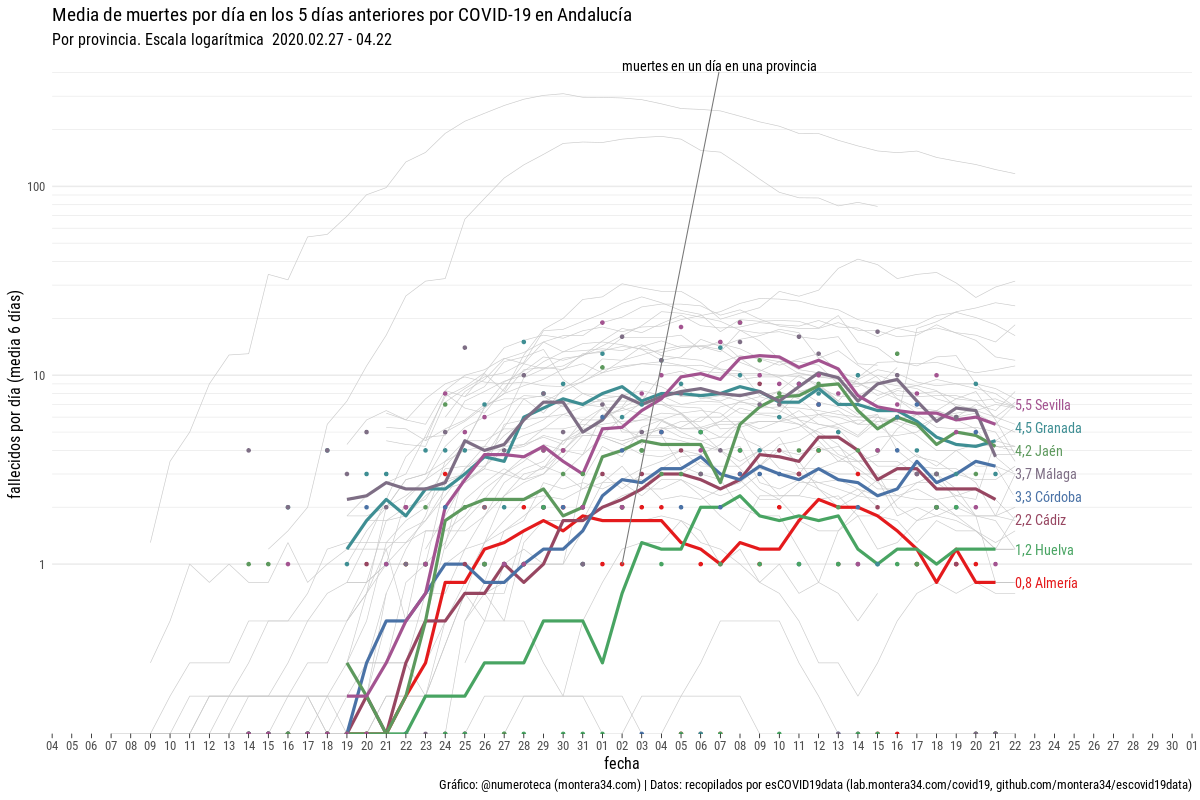 Media de muertes por día en los 5 días anteriores por COVID-19 en Andalucía
Por provincia. Escala logarítmica  2020.02.27 - 04.22
muertes en un día en una provincia
fallecidos por día (media 6 días)
100
10
1
5,5 Sevilla
4,5 Granada
4,2 Jaén
3,7 Málaga
3,3 Córdoba
2,2 Cádiz
1,2 Huelva
0,8 Almería
04 05 06 07 08 09 10 11 12 13 14 15 16 17 18 19 20 21 22 23 24 25 26 27 28 29 30 31 01 02 03 04 05 06 07 08 09 10 11 12 13 14 15 16 17 18 19 20 21 22 23 24 25 26 27 28 29 30 01
fecha
Gráfico: @numeroteca (montera34.com) | Datos: recopilados por esCOVID19data (lab.montera34.com/covid19, github.com/montera34/escovid19data)